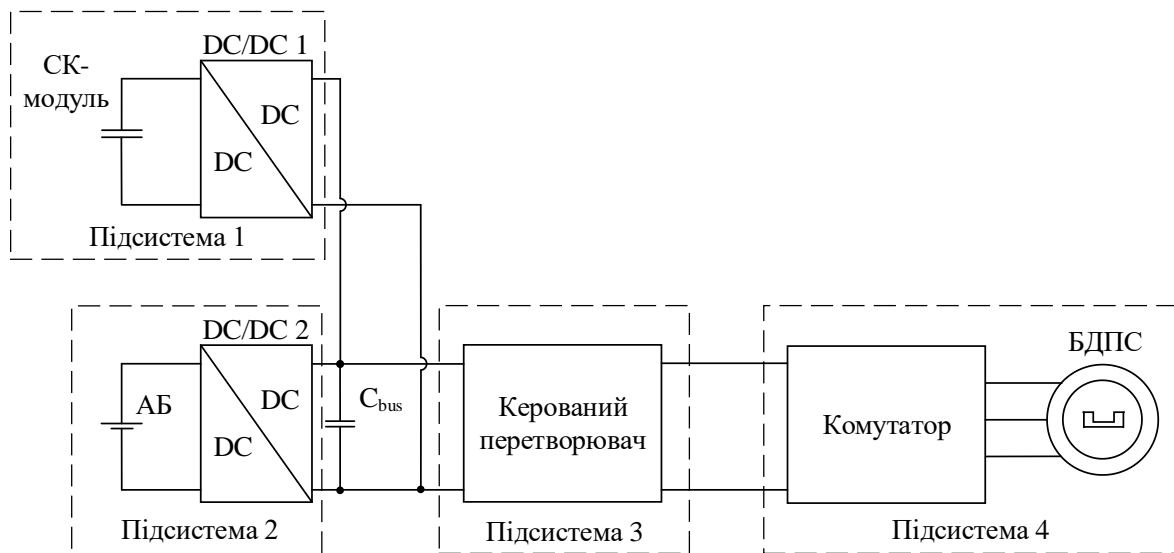 DC/DC 1
СК-
модуль
DC
DC
Підсистема 1
DC/DC 2
БДПС
АБ
DC
C_bus
DC
Керований
перетворювач
Комутатор
Підсистема 2
Підсистема 3
Підсистема 4